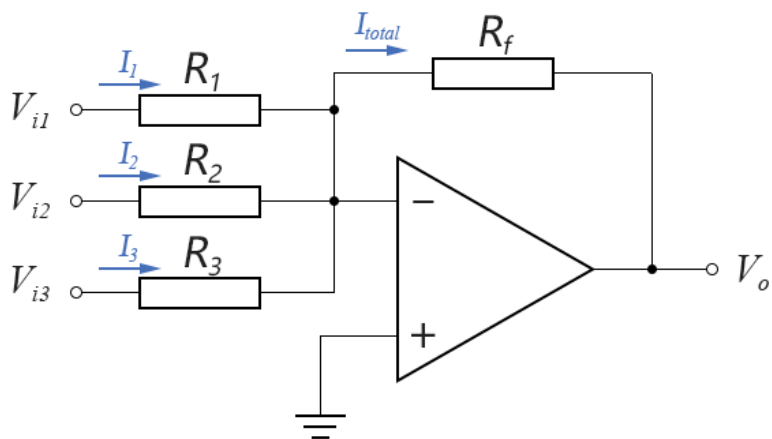 I_total
R_f
I_1
R_1
V_i1
I_2
R_2
V_i2
−
I_3
R_3
V_i3
V_o
+